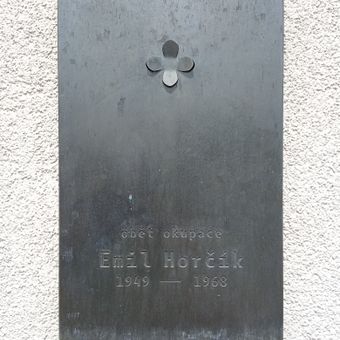 oběť okupace
Emil Horčík
1949 — 1968